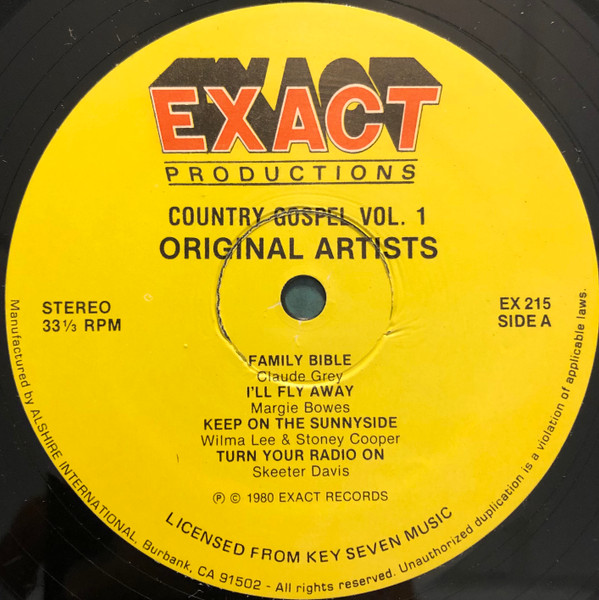 EXACT
PRODUCTIONS
COUNTRY GOSPEL VOL. 1
ORIGINAL ARTISTS
STEREO
33 1/3 RPM
EX 215
SIDE A
FAMILY BIBLE
Claude Grey
I'LL FLY AWAY
Margie Bowes
KEEP ON THE SUNNYSIDE
Wilma Lee & Stoney Cooper
TURN YOUR RADIO ON
Skeeter Davis
℗ © 1980 EXACT RECORDS
LICENSED FROM KEY SEVEN MUSIC
Manufactured by ALSHIRE INTERNATIONAL, Burbank, CA 91502 - All rights reserved. Unauthorized duplication is a violation of applicable laws.